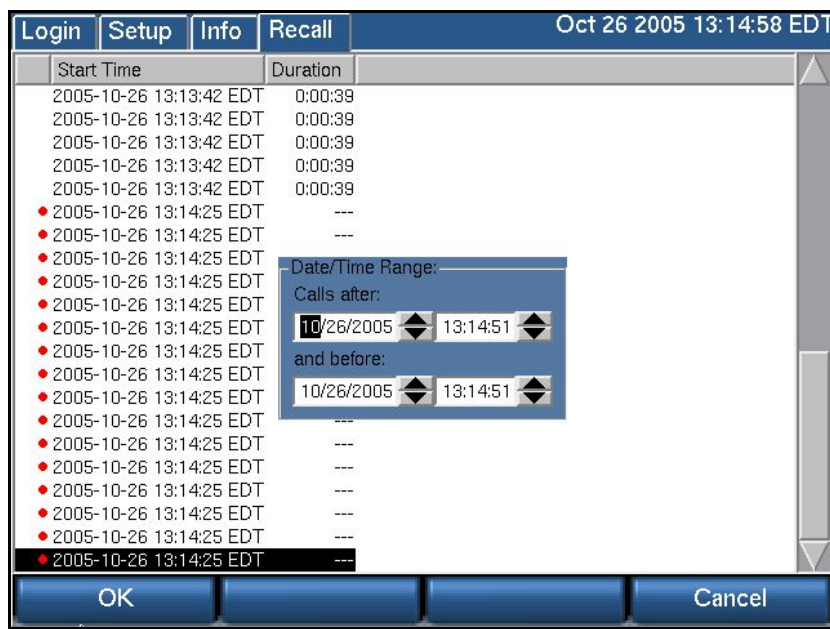 Login Setup Info Recall Oct 26 2005 13:14:58 EDT
Start Time Duration
2005-10-26 13:13:42 EDT 0:00:39
2005-10-26 13:13:42 EDT 0:00:39
2005-10-26 13:13:42 EDT 0:00:39
2005-10-26 13:13:42 EDT 0:00:39
2005-10-26 13:13:42 EDT 0:00:39
2005-10-26 13:14:25 EDT ---
2005-10-26 13:14:25 EDT ---
2005-10-26 13:14:25 EDT
2005-10-26 13:14:25 EDT
2005-10-26 13:14:25 EDT
2005-10-26 13:14:25 EDT
2005-10-26 13:14:25 EDT
2005-10-26 13:14:25 EDT
2005-10-26 13:14:25 EDT
2005-10-26 13:14:25 EDT ---
2005-10-26 13:14:25 EDT ---
2005-10-26 13:14:25 EDT ---
2005-10-26 13:14:25 EDT ---
2005-10-26 13:14:25 EDT ---
2005-10-26 13:14:25 EDT ---
2005-10-26 13:14:25 EDT ---
Date/Time Range:
Calls after:
10/26/2005 13:14:51
and before:
10/26/2005 13:14:51
OK Cancel